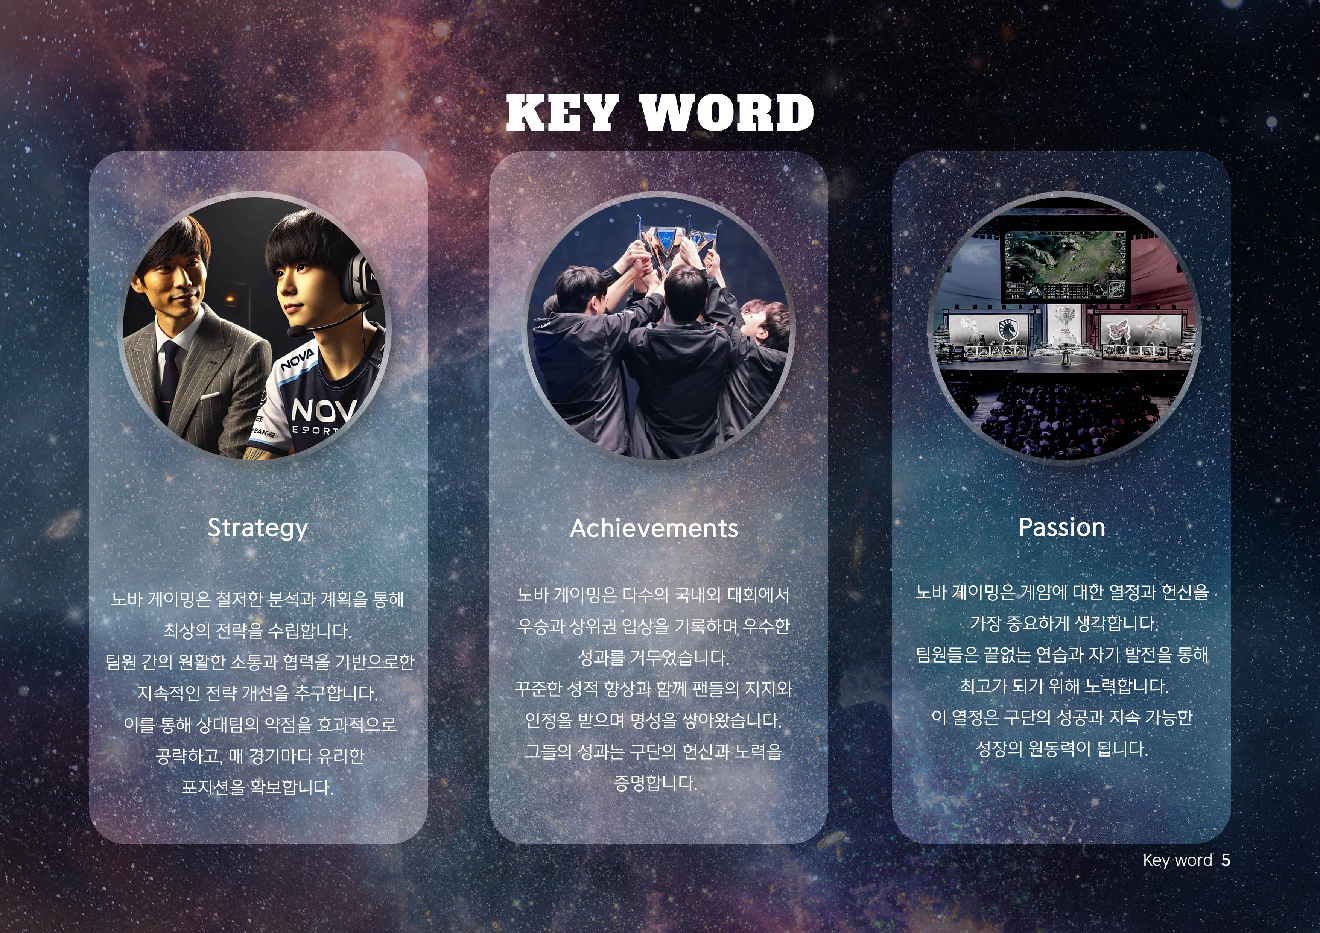 KEY WORD
NOVA
NOV
ESPORT
Strategy
노바 게이밍은 철저한 분석과 계획을 통해
최상의 전략을 수립합니다.
팀원 간의 원활한 소통과 협력을 기반으로한
지속적인 전략 개선을 추구합니다.
이를 통해 상대팀의 약점을 효과적으로
공략하고, 매 경기마다 유리한
포지션을 확보합니다.
Achievements
노바 게이밍은 다수의 국내외 대회에서
우승과 상위권 입상을 기록하며 우수한
성과를 거두었습니다.
꾸준한 성적 향상과 함께 팬들의 지지와
인정을 받으며 명성을 쌓아왔습니다.
그들의 성과는 구단의 헌신과 노력을
증명합니다.
Passion
노바 게이밍은 게임에 대한 열정과 헌신을
가장 중요하게 생각합니다.
팀원들은 끝없는 연습과 자기 발전을 통해
최고가 되기 위해 노력합니다.
이 열정은 구단의 성공과 지속 가능한
성장의 원동력이 됩니다.
Key word 5